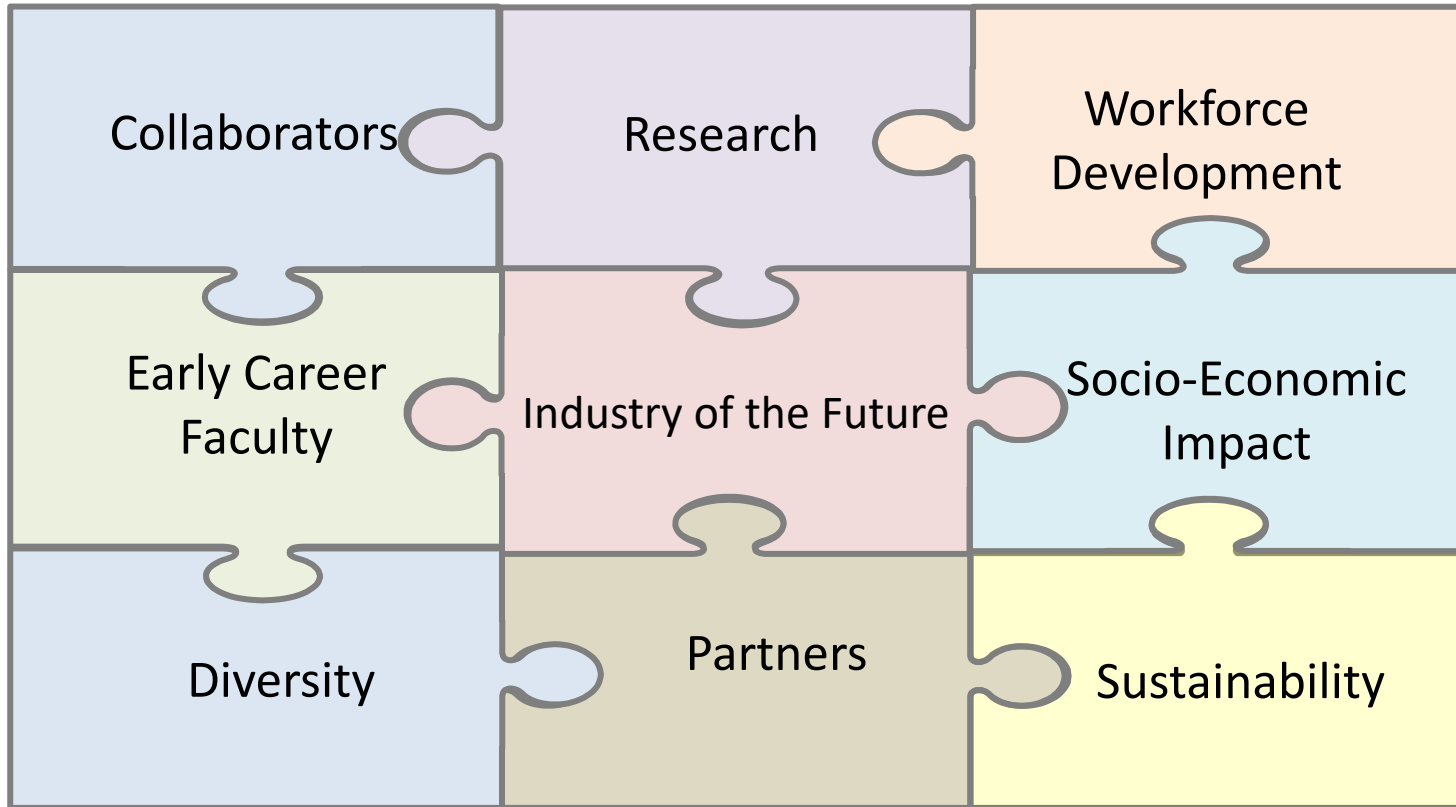 Collaborators
Research
Workforce
Development
Early Career
Faculty
Industry of the Future
Socio-Economic
Impact
Diversity
Partners
Sustainability